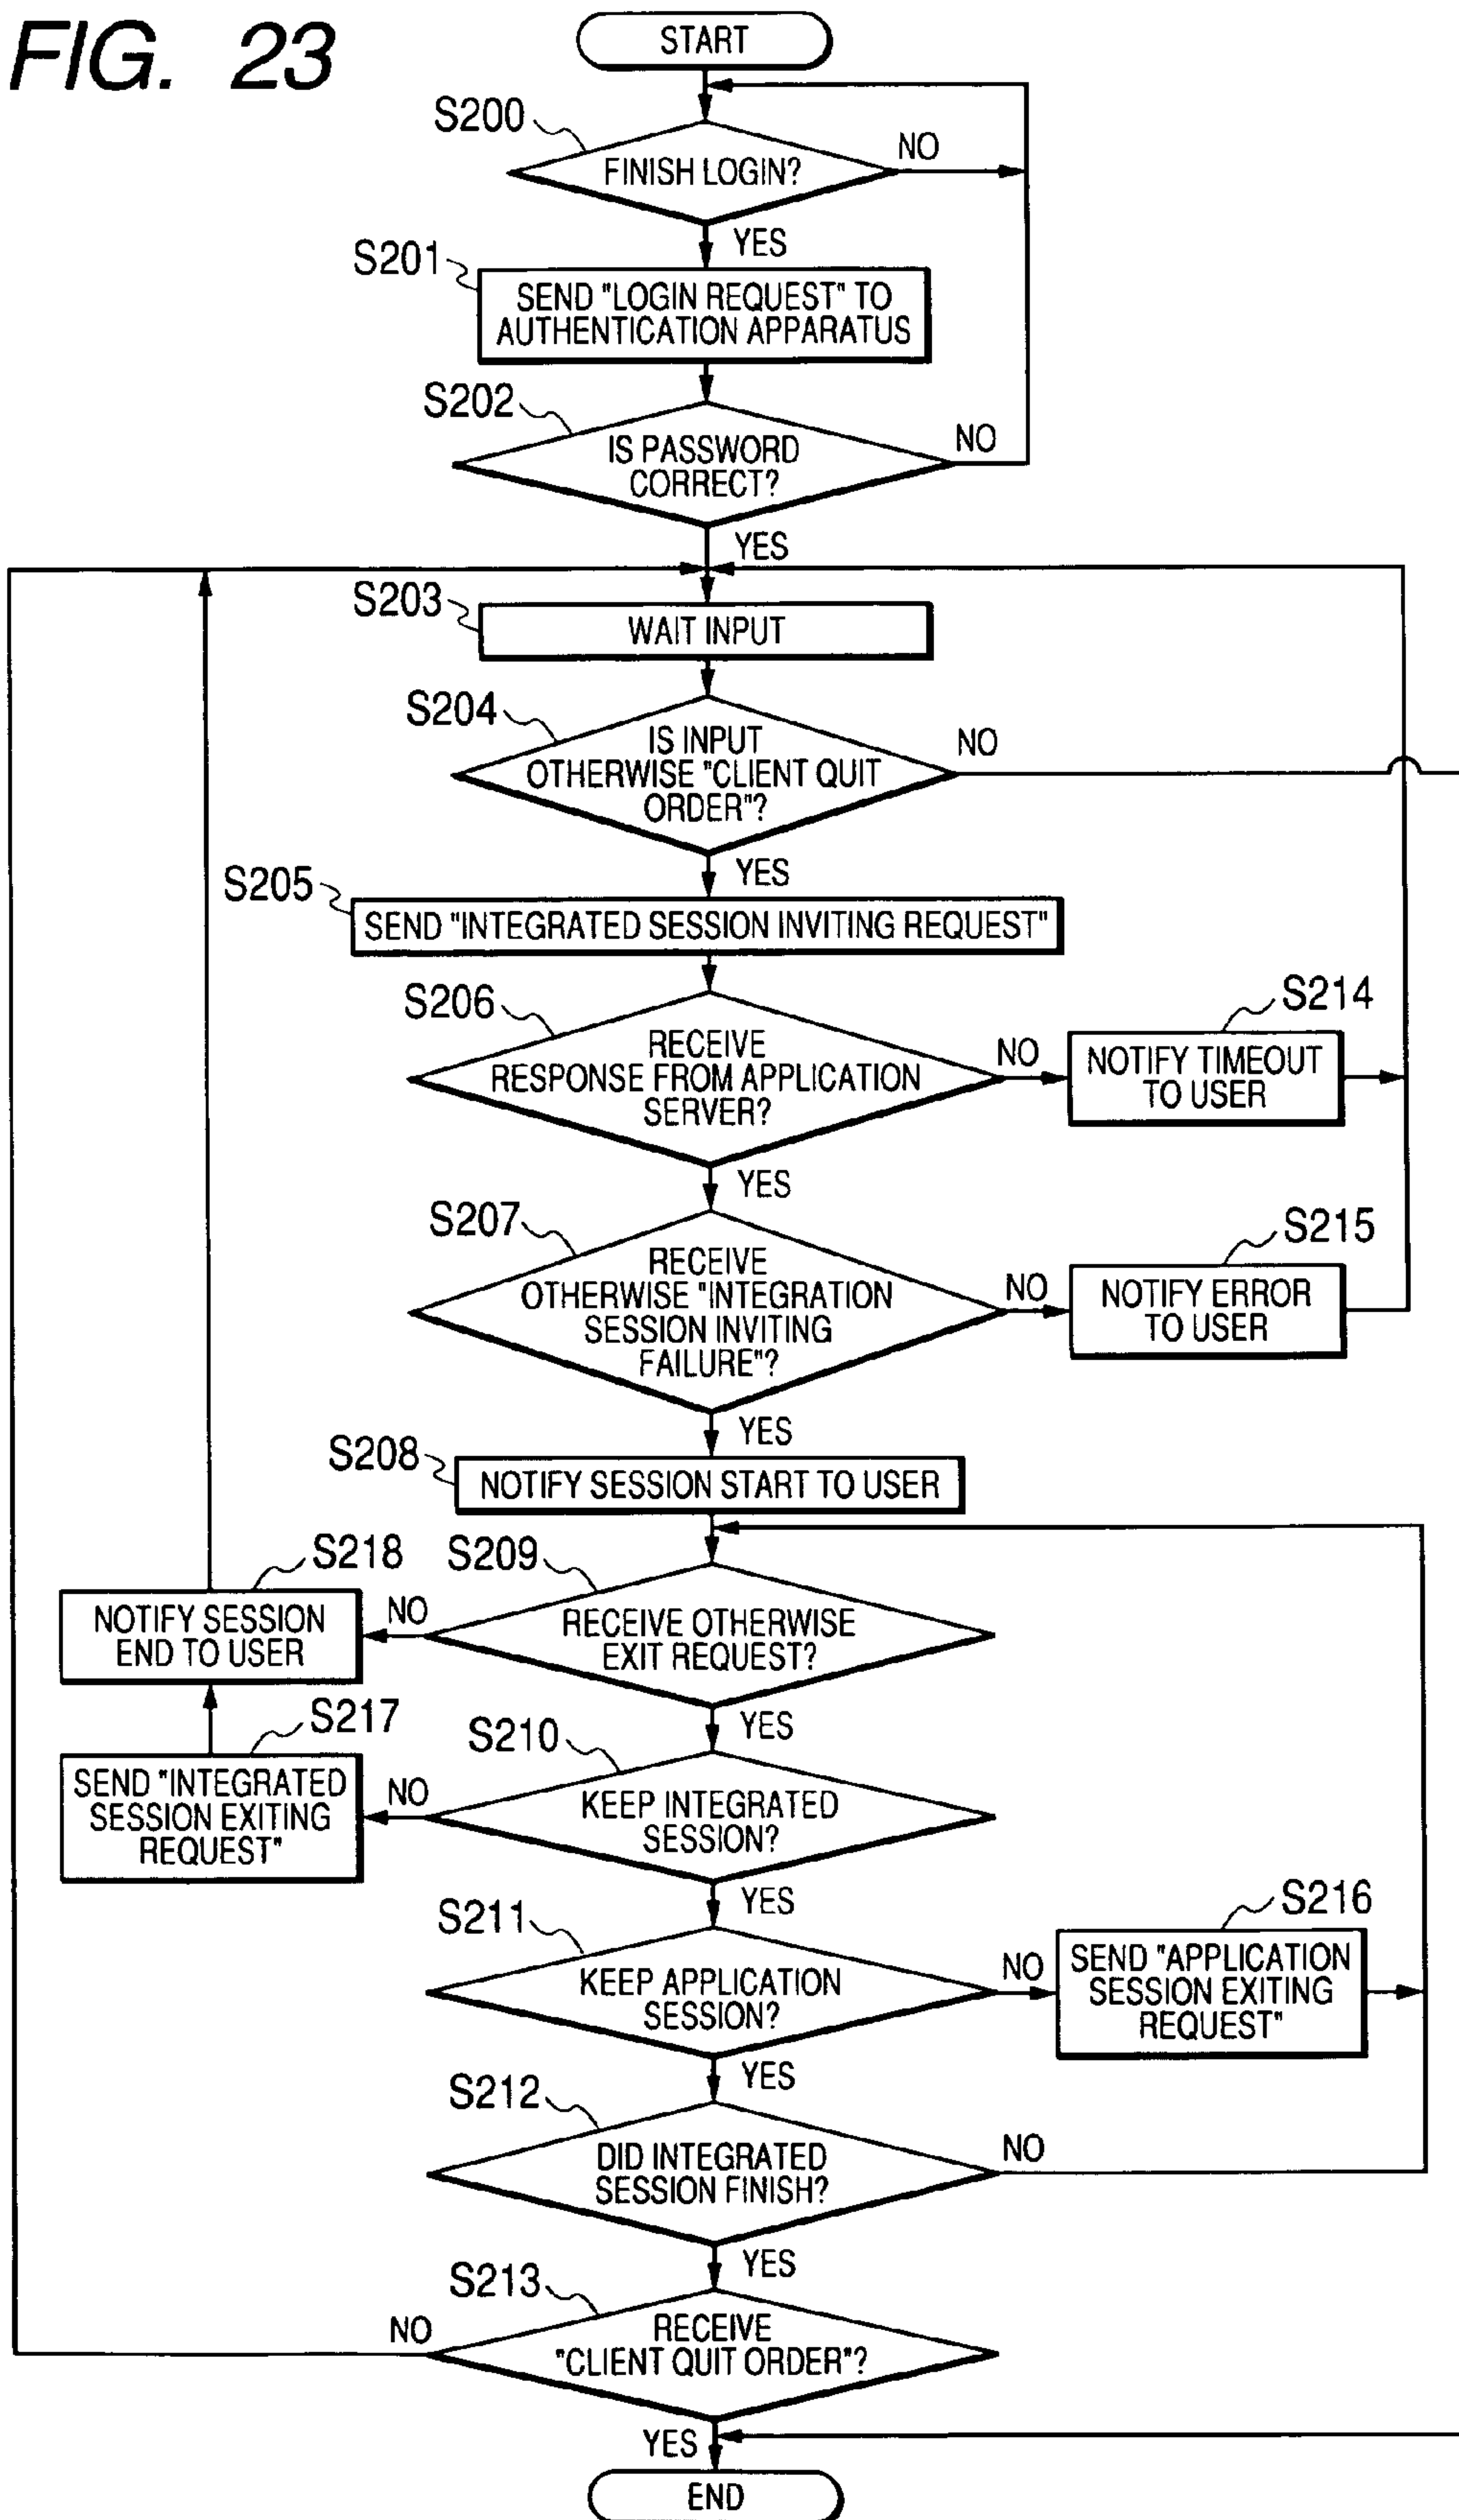 FIG. 23
START
S200
FINISH LOGIN?
NO
YES
S201
SEND "LOGIN REQUEST" TO
AUTHENTICATION APPARATUS
S202
IS PASSWORD
CORRECT?
NO
YES
S203
WAIT INPUT
S204
IS INPUT
OTHERWISE "CLIENT QUIT
ORDER"?
NO
YES
S205
SEND "INTEGRATED SESSION INVITING REQUEST"
S206
RECEIVE
RESPONSE FROM APPLICATION
SERVER?
NO
S214
NOTIFY TIMEOUT
TO USER
YES
S207
RECEIVE
OTHERWISE "INTEGRATION
SESSION INVITING
FAILURE"?
NO
S215
NOTIFY ERROR
TO USER
YES
S208
NOTIFY SESSION START TO USER
S218
NOTIFY SESSION
END TO USER
S209
NO
RECEIVE OTHERWISE
EXIT REQUEST?
YES
S217
SEND "INTEGRATED
SESSION EXITING
REQUEST"
S210
NO
KEEP INTEGRATED
SESSION?
YES
S211
KEEP APPLICATION
SESSION?
NO
S216
SEND "APPLICATION
SESSION EXITING
REQUEST"
YES
S212
DID INTEGRATED
SESSION FINISH?
NO
YES
S213
NO
RECEIVE
"CLIENT QUIT ORDER"?
YES
END